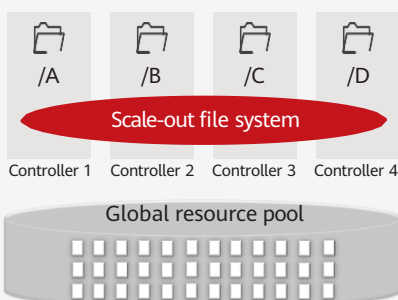 /A /B /C /D
Scale-out file system
Controller 1 Controller 2 Controller 3 Controller 4
Global resource pool